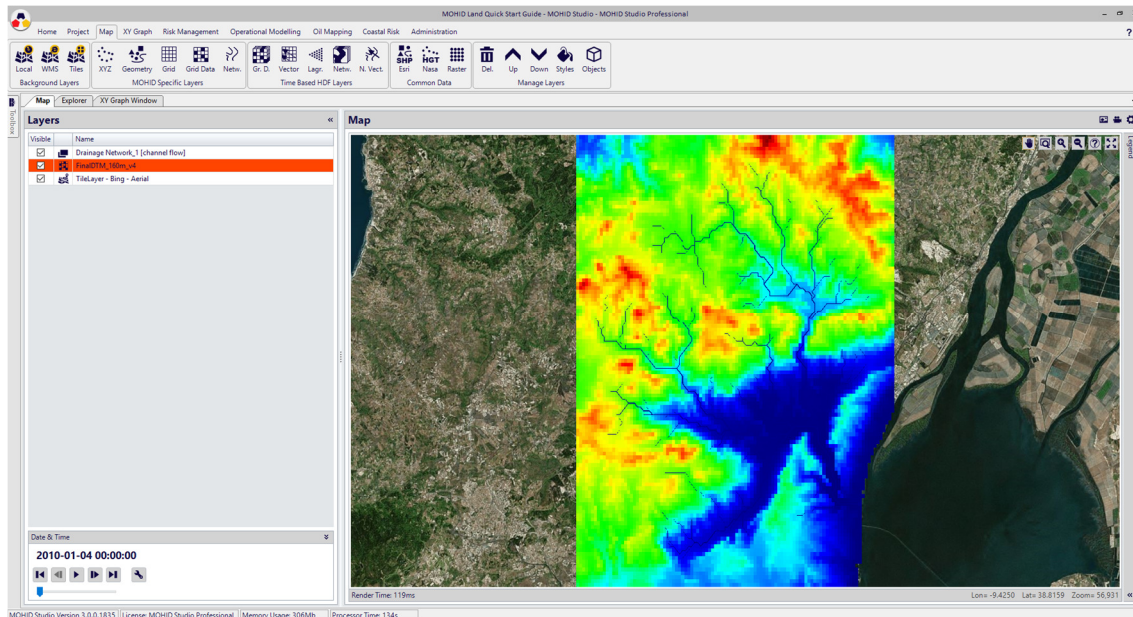 MOHID Land Quick Start Guide - MOHID Studio - MOHID Studio Professional
Home Project Map XY Graph Risk Management Operational Modelling Oil Mapping Coastal Risk Administration
?
SHP HGT
Local WMS Tiles XYZ Geometry Grid Grid Data Netw. Gr. D. Vector Lagr. Netw. N. Vect. Esri Nasa Raster Del. Up Down Styles Objects
Background Layers MOHID Specific Layers Time Based HDF Layers Common Data Manage Layers
Map Explorer XY Graph Window
Toolbox
Layers «
Map
Legend
Visible Name
Drainage Network_1 [channel flow]
FinalDTM_160m_v4
TileLayer - Bing - Aerial
Date & Time
2010-01-04 00:00:00
Render Time: 119ms
Lon= -9.4250 Lat= 38.8159 Zoom= 56,931 «
MOHID Studio Version 3.0.0.1835 License: MOHID Studio Professional Memory Usage: 306Mb Processor Time: 134s